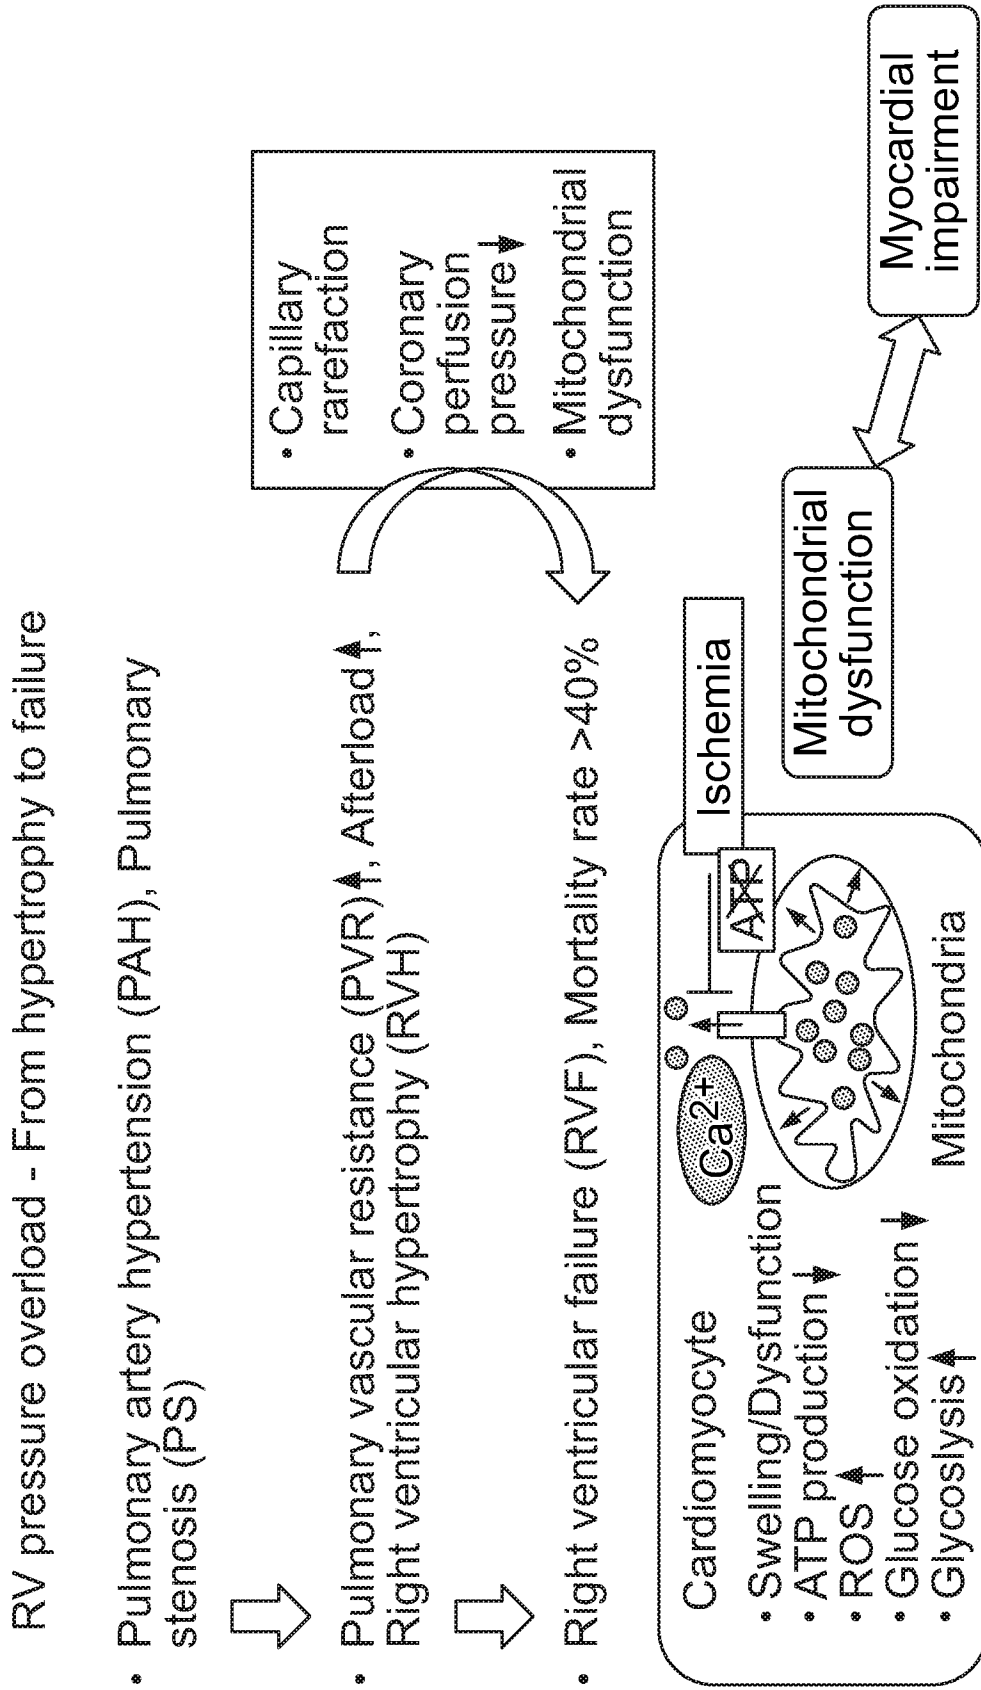 RV pressure overload - From hypertrophy to failure
• Pulmonary artery hypertension (PAH), Pulmonary
stenosis (PS)
• Pulmonary vascular resistance (PVR)↑, Afterload↑,
Right ventricular hypertrophy (RVH)
• Right ventricular failure (RVF), Mortality rate >40%
• Capillary
rarefaction
• Coronary
perfusion
pressure↓
• Mitochondrial
dysfunction
Cardiomyocyte
• Swelling/Dysfunction
• ATP production↓
• ROS↑
• Glucose oxidation↓
• Glycoslysis↑
Ca2+
ATP
Ischemia
Mitochondria
Mitochondrial
dysfunction
Myocardial
impairment